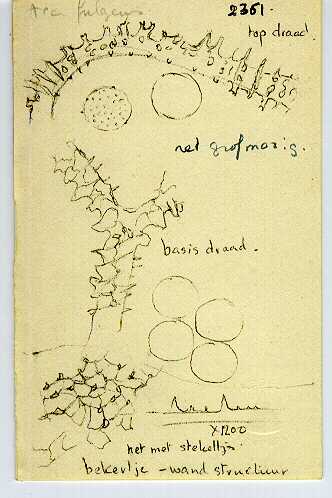 Arc. fulgens
2361.
top draad.
net grofmazig.
basis draad.
X1200
net met stekeltjs
bekertje - wand structuur